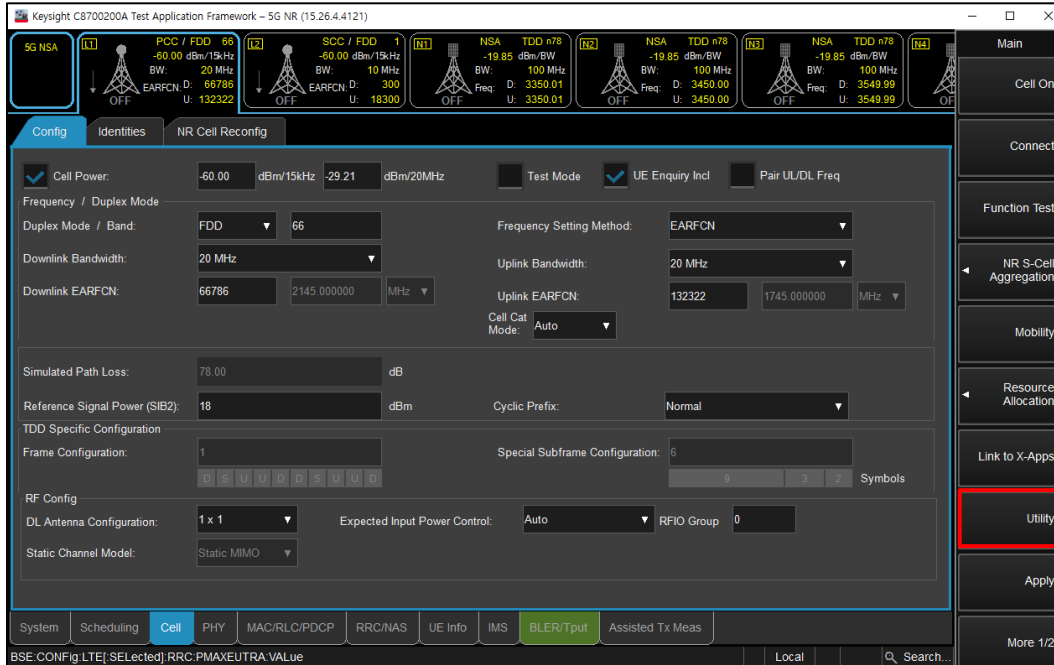 Keysight C8700200A Test Application Framework – 5G NR (15.26.4.4121)
5G NSA
L1 PCC / FDD 66
-60.00 dBm/15kHz
BW: 20 MHz
EARFCN: D: 66786
U: 132322
OFF
L2 SCC / FDD 1
-60.00 dBm/15kHz
BW: 10 MHz
EARFCN: D: 300
U: 18300
OFF
N1 NSA TDD n78
-19.85 dBm/BW
BW: 100 MHz
Freq: D: 3350.01
U: 3350.01
OFF
N2 NSA TDD n78
-19.85 dBm/BW
BW: 100 MHz
Freq: D: 3450.00
U: 3450.00
OFF
N3 NSA TDD n78
-19.85 dBm/BW
BW: 100 MHz
Freq: D: 3549.99
U: 3549.99
OFF
N4
Main
Cell On
Connect
Function Test
NR S-Cell
Aggregation
Mobility
Resource
Allocation
Link to X-Apps
Utility
Apply
More 1/2
Config Identities NR Cell Reconfig
Cell Power: -60.00 dBm/15kHz -29.21 dBm/20MHz Test Mode UE Enquiry Incl Pair UL/DL Freq
Frequency / Duplex Mode
Duplex Mode / Band: FDD 66 Frequency Setting Method: EARFCN
Downlink Bandwidth: 20 MHz Uplink Bandwidth: 20 MHz
Downlink EARFCN: 66786 2145.000000 MHz Uplink EARFCN: 132322 1745.000000 MHz
Cell Cat
Mode: Auto
Simulated Path Loss: 78.00 dB
Reference Signal Power (SIB2): 18 dBm Cyclic Prefix: Normal
TDD Specific Configuration
Frame Configuration: 1 Special Subframe Configuration: 6
D S U U D D S U U D 9 3 2 Symbols
RF Config
DL Antenna Configuration: 1 x 1 Expected Input Power Control: Auto RFIO Group 0
Static Channel Model: Static MIMO
System Scheduling Cell PHY MAC/RLC/PDCP RRC/NAS UE Info IMS BLER/Tput Assisted Tx Meas
BSE:CONFig:LTE[:SELected]:RRC:PMAXEUTRA:VALue Local Search...